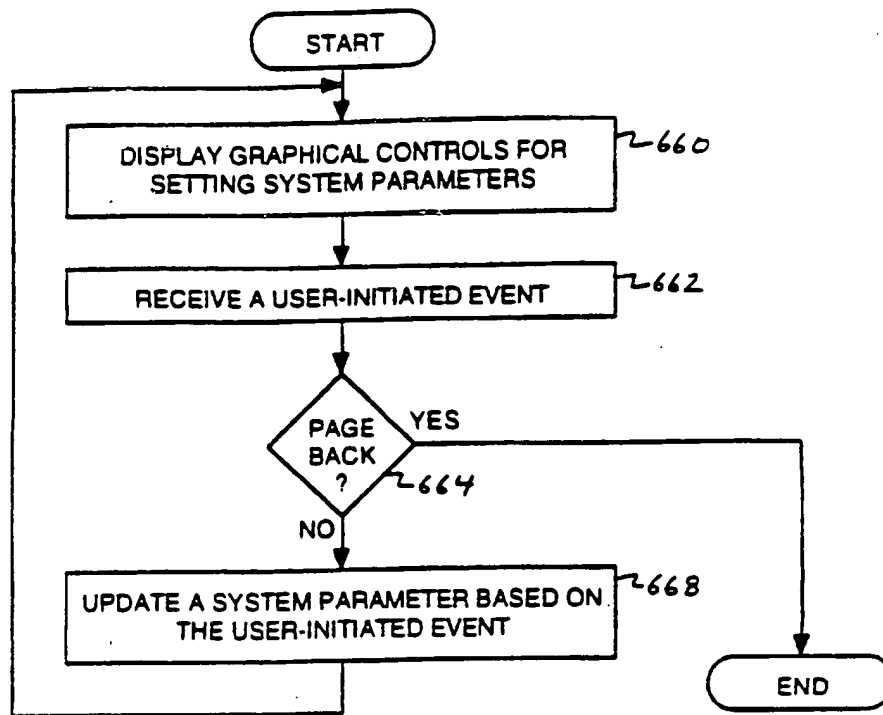 START
DISPLAY GRAPHICAL CONTROLS FOR
SETTING SYSTEM PARAMETERS
660
RECEIVE A USER-INITIATED EVENT
662
PAGE
BACK
?
YES
664
NO
UPDATE A SYSTEM PARAMETER BASED ON
THE USER-INITIATED EVENT
668
END